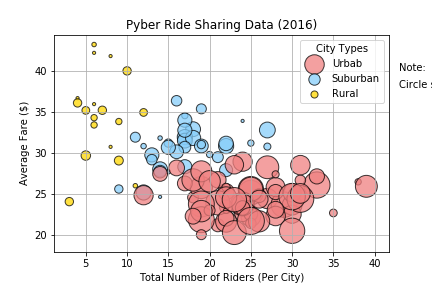 Pyber Ride Sharing Data (2016)
City Types
Urbab
Suburban
Rural
Note:
Circle s
Average Fare ($)
40
35
30
25
20
5 10 15 20 25 30 35 40
Total Number of Riders (Per City)